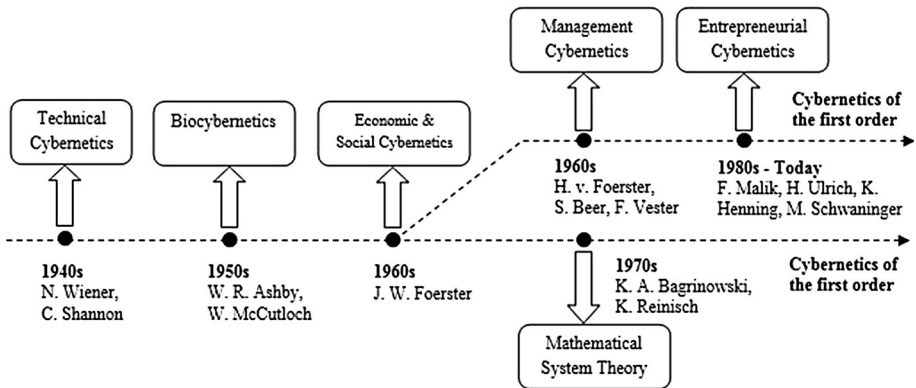 Management
Cybernetics
Entrepreneurial
Cybernetics
Technical
Cybernetics
Biocybernetics
Economic &
Social Cybernetics
Cybernetics of
the first order
1960s
H. v. Foerster,
S. Beer, F. Vester
1980s - Today
F. Malik, H. Ulrich, K.
Henning, M. Schwaninger
1940s
N. Wiener,
C. Shannon
1950s
W. R. Ashby,
W. McCutloch
1960s
J. W. Foerster
1970s
K. A. Bagrinowski,
K. Reinisch
Cybernetics of
the first order
Mathematical
System Theory